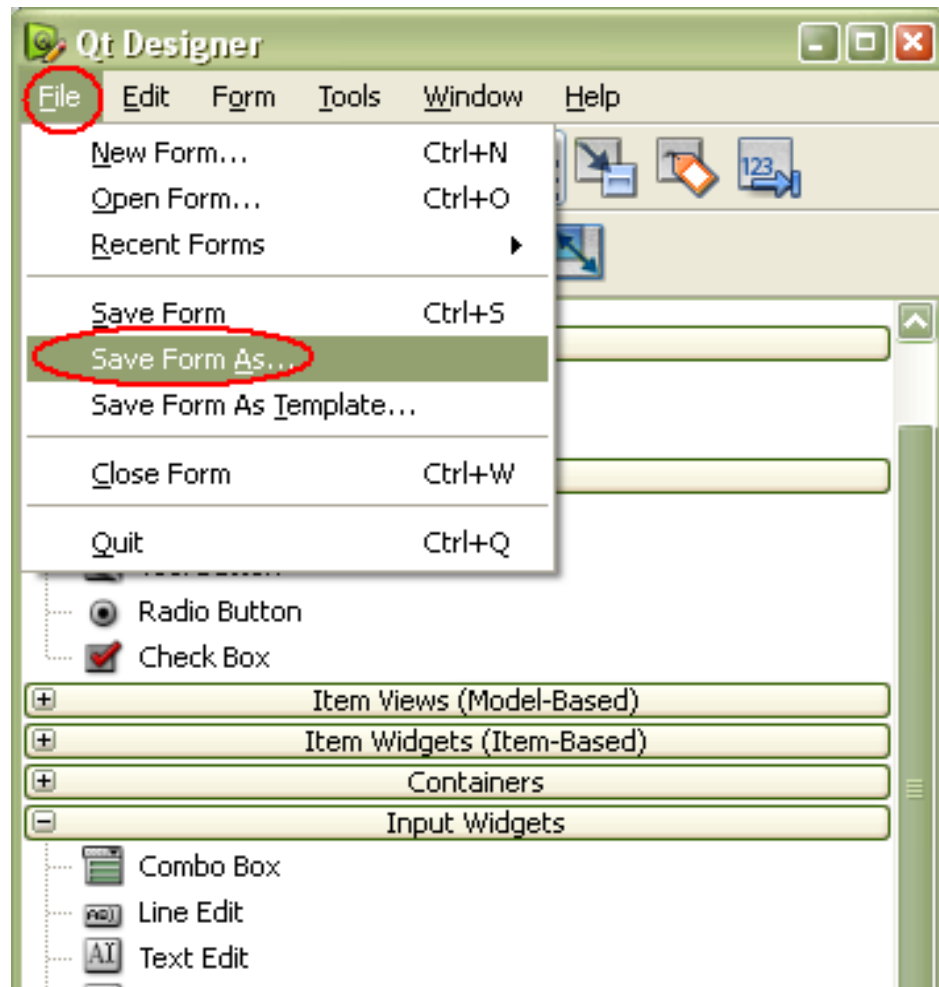 Qt Designer
File Edit Form Tools Window Help
New Form... Ctrl+N
Open Form... Ctrl+O
Recent Forms
Save Form Ctrl+S
Save Form As...
Save Form As Template...
Close Form Ctrl+W
Quit Ctrl+Q
123
Radio Button
Check Box
Item Views (Model-Based)
Item Widgets (Item-Based)
Containers
Input Widgets
Combo Box
Line Edit
AI Text Edit